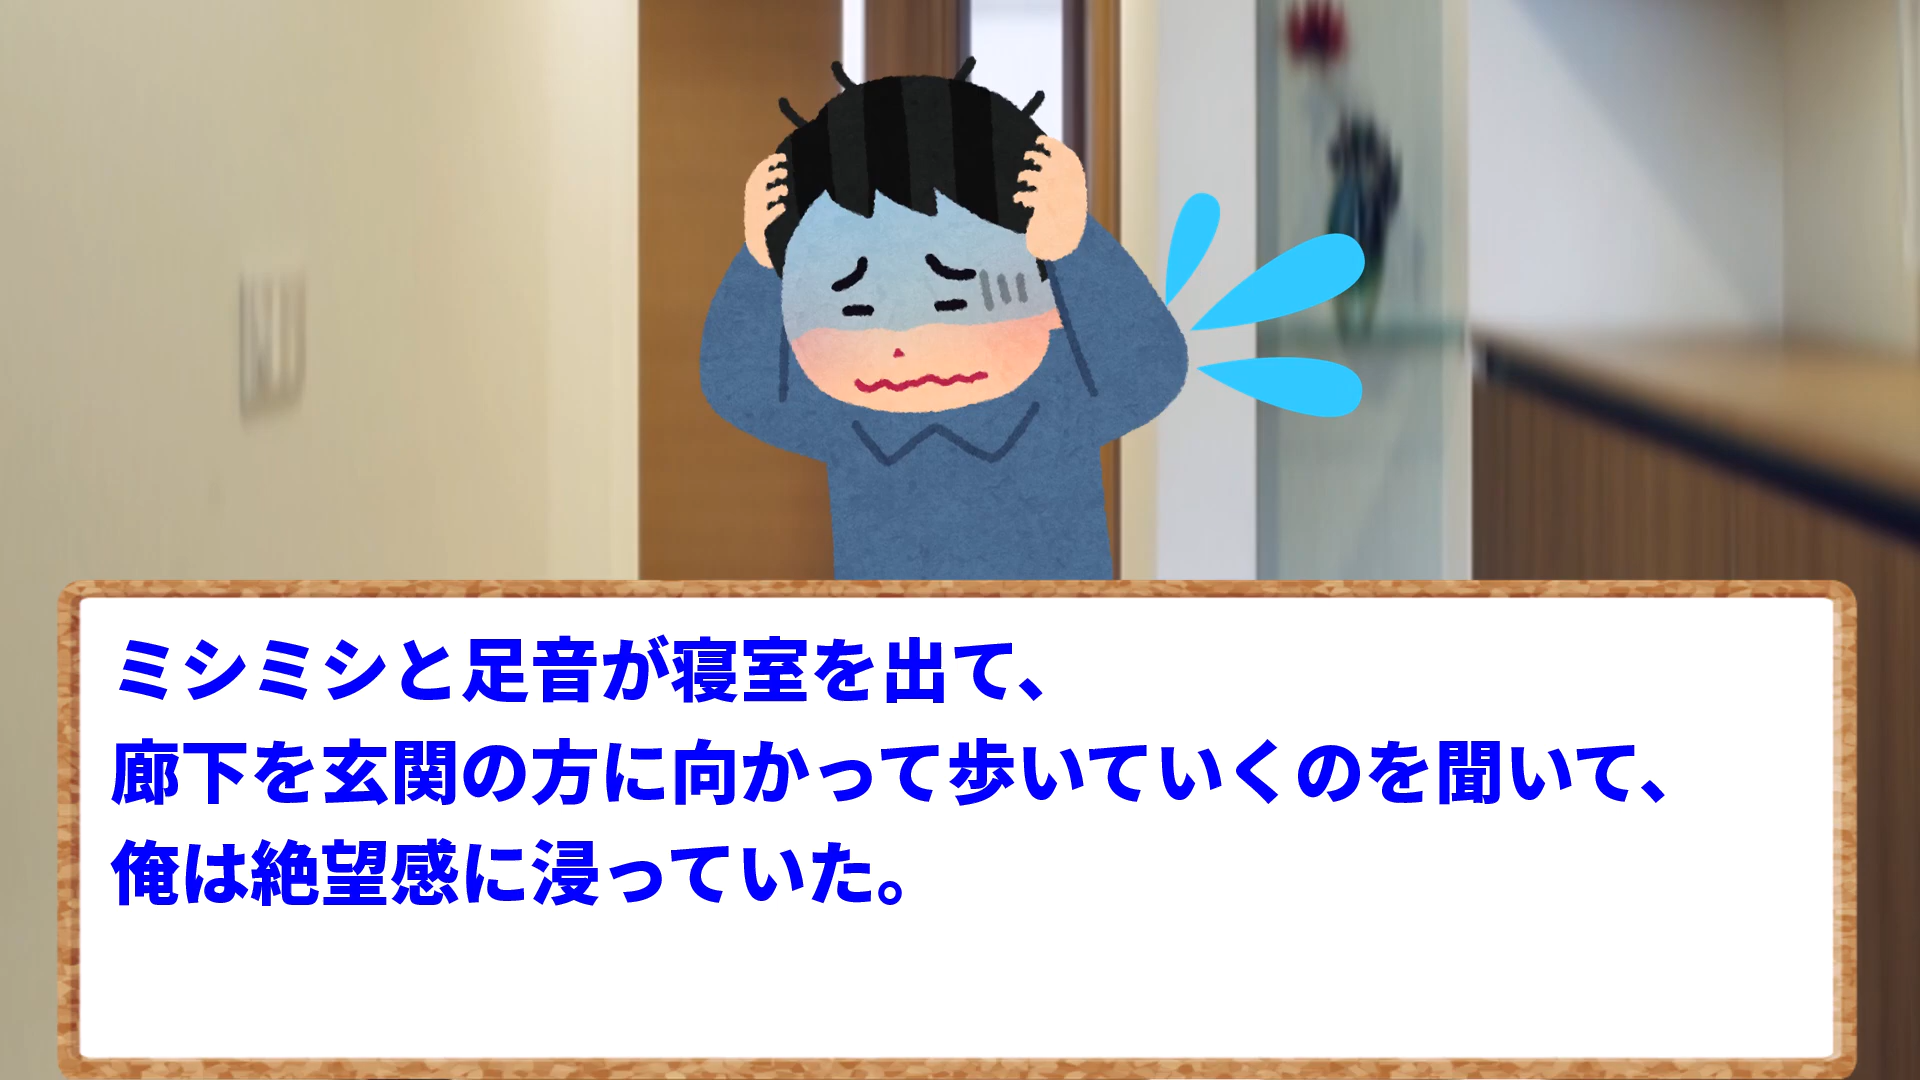 ミシミシと足音が寝室を出て、
廊下を玄関の方に向かって歩いていくのを聞いて、
俺は絶望感に浸っていた。